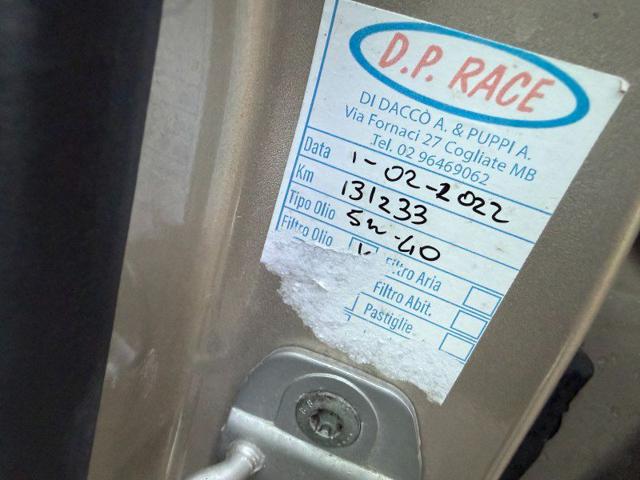 D.P. RACE
DI DACCÒ A. & PUPPI A.
Via Fornaci 27 Cogliate MB
Tel. 02 96469062
Data 1-02-2022
Km 131233
Tipo Olio 5w-40
Filtro Olio Filtro Aria
Filtro Abit.
Pastiglie